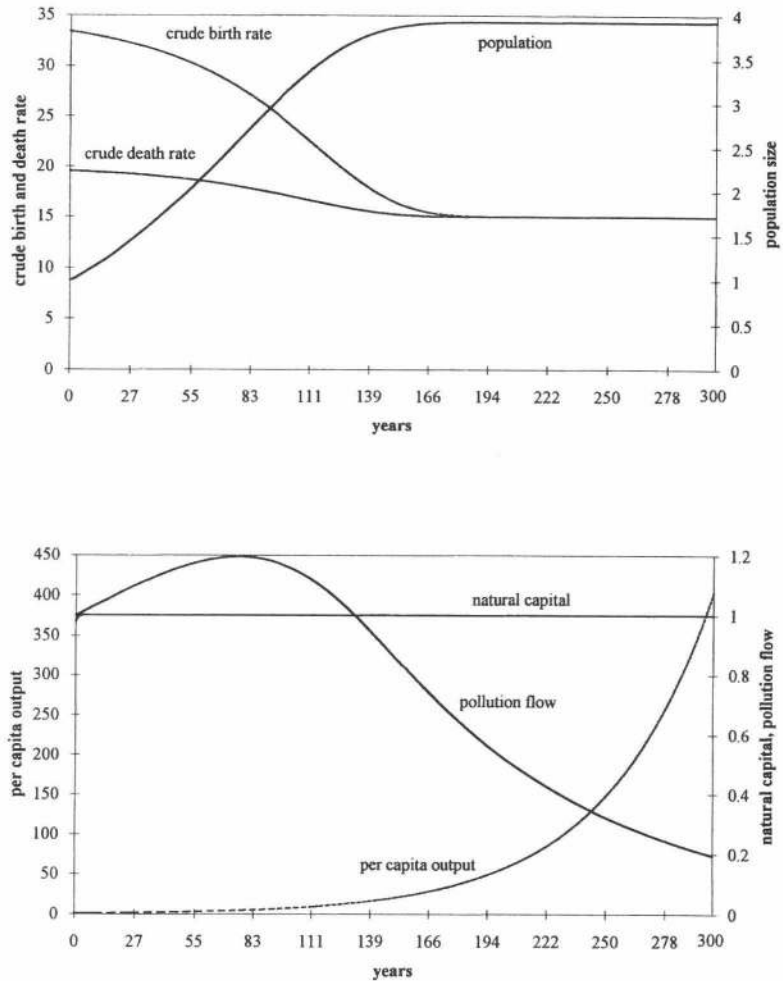 35
30
25
20
15
10
5
0
crude birth and death rate
crude birth rate
crude death rate
population
4
3.5
3
2.5
2
1.5
1
0.5
0
population size
0 27 55 83 111 139 166 194 222 250 278 300
years
450
400
350
300
250
200
150
100
50
0
per capita output
natural capital
pollution flow
per capita output
1.2
1
0.8
0.6
0.4
0.2
0
natural capital, pollution flow
0 27 55 83 111 139 166 194 222 250 278 300
years